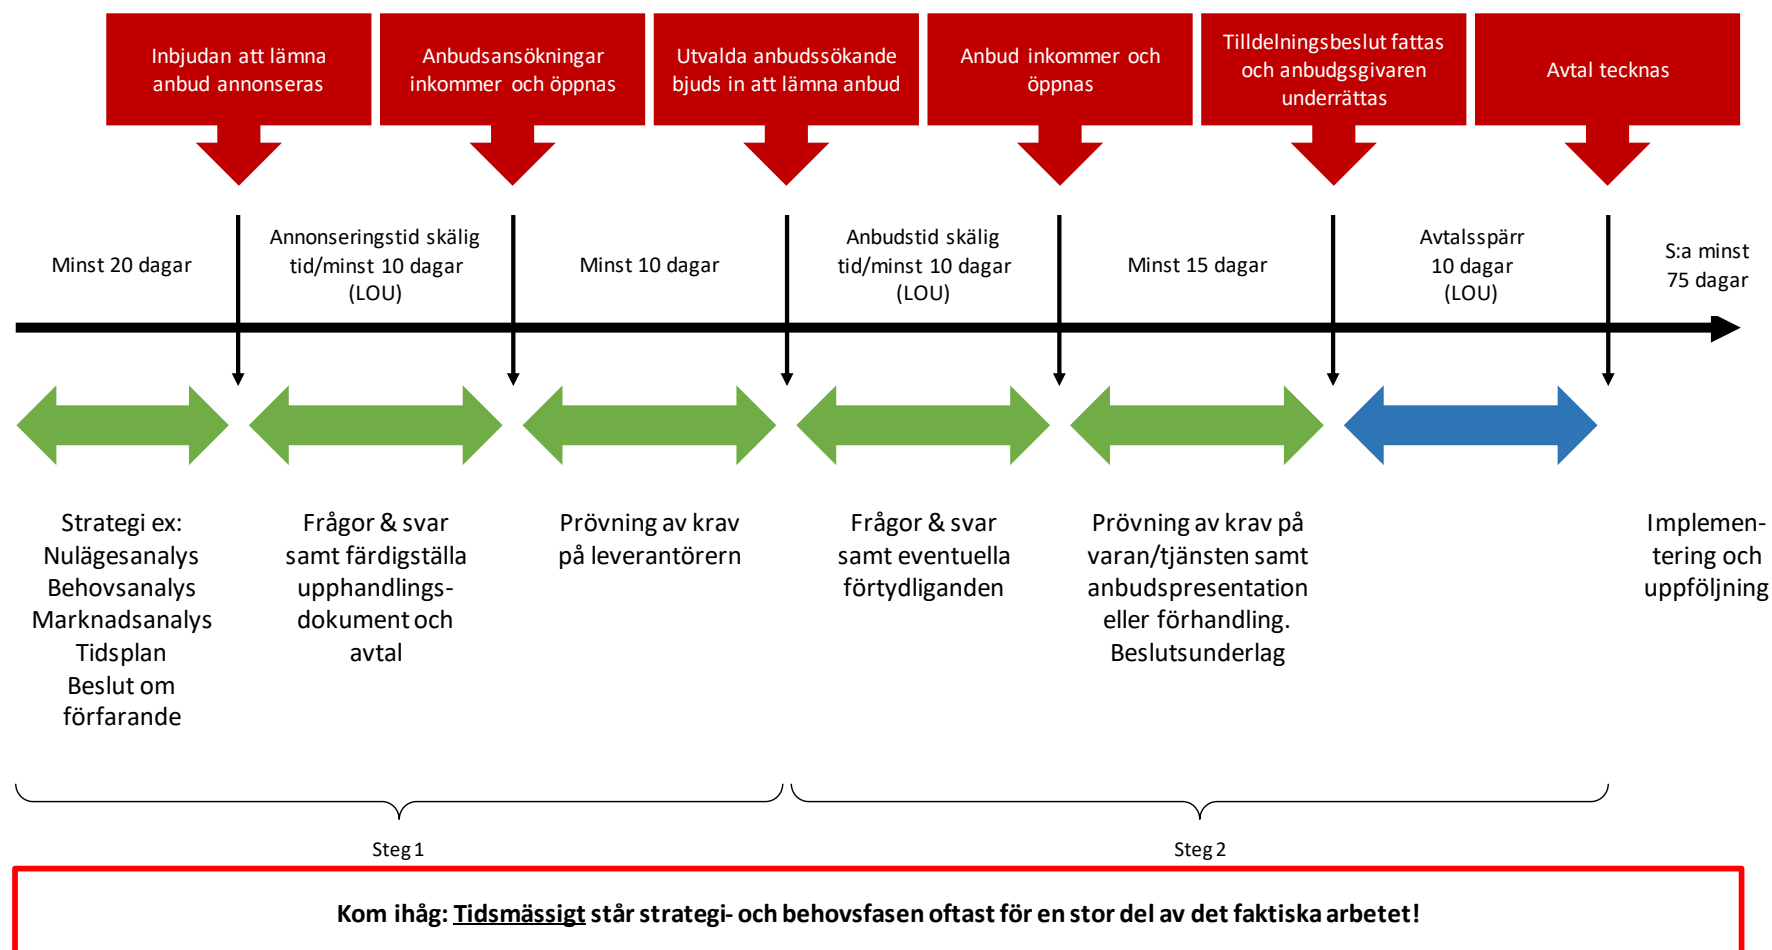 Inbjudan att lämna
anbud annonseras
Anbudsansökningar
inkommer och öppnas
Utvalda anbudssökande
bjuds in att lämna anbud
Anbud inkommer och
öppnas
Tilldelningsbeslut fattas
och anbudgsgivaren
underrättas
Avtal tecknas
Minst 20 dagar
Annonseringstid skälig
tid/minst 10 dagar
(LOU)
Minst 10 dagar
Anbudstid skälig
tid/minst 10 dagar
(LOU)
Minst 15 dagar
Avtalsspärr
10 dagar
(LOU)
S:a minst
75 dagar
Strategi ex:
Nulägesanalys
Behovsanalys
Marknadsanalys
Tidsplan
Beslut om
förfarande
Frågor & svar
samt färdigställa
upphandlings-
dokument och
avtal
Prövning av krav
på leverantörern
Frågor & svar
samt eventuella
förtydliganden
Prövning av krav på
varan/tjänsten samt
anbudspresentation
eller förhandling.
Beslutsunderlag
Implemen-
tering och
uppföljning
Steg 1
Steg 2
Kom ihåg: Tidsmässigt står strategi- och behovsfasen oftast för en stor del av det faktiska arbetet!